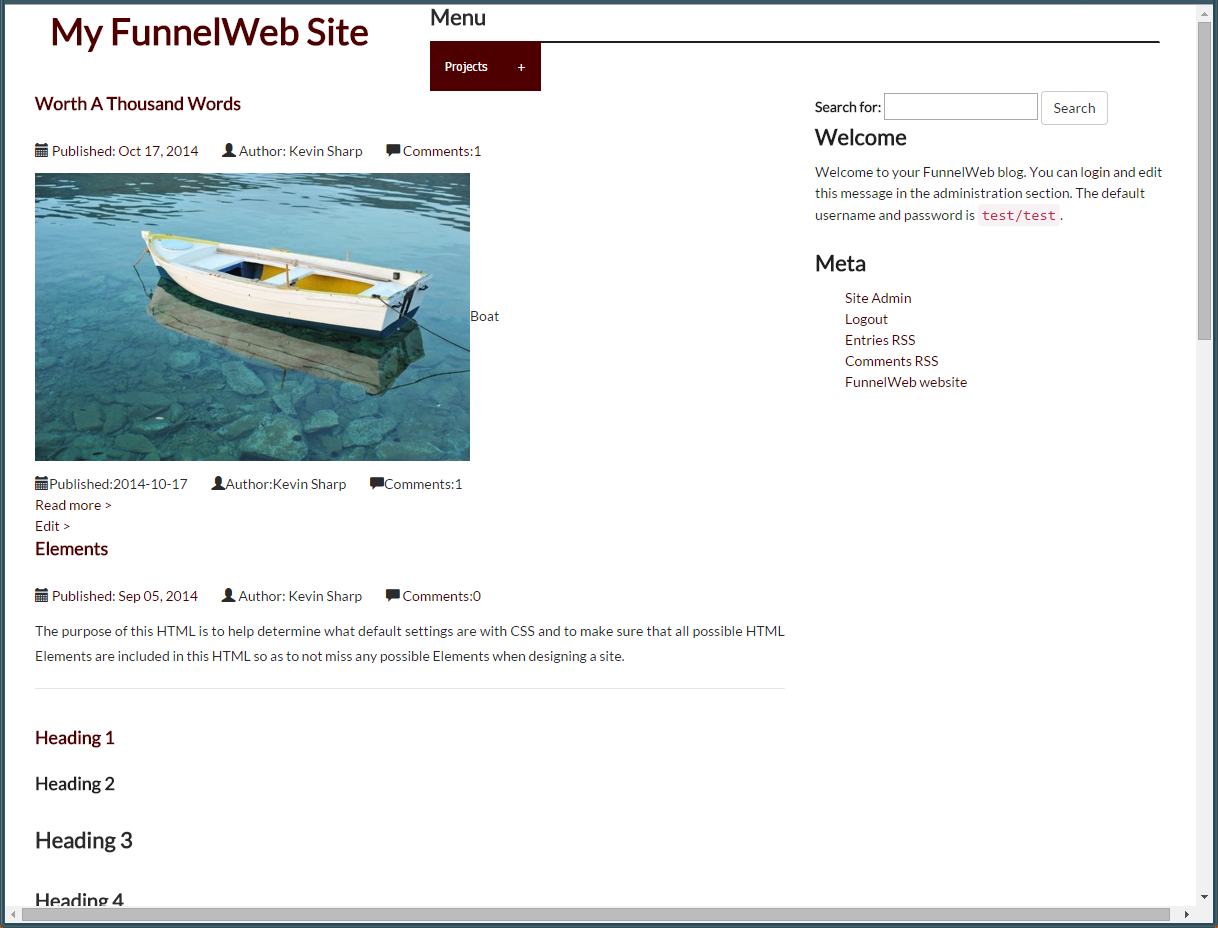 My FunnelWeb Site
Menu
Projects +
Worth A Thousand Words
Published: Oct 17, 2014 Author: Kevin Sharp Comments:1
Boat
Published:2014-10-17 Author:Kevin Sharp Comments:1
Read more >
Edit >
Elements
Published: Sep 05, 2014 Author: Kevin Sharp Comments:0
The purpose of this HTML is to help determine what default settings are with CSS and to make sure that all possible HTML
Elements are included in this HTML so as to not miss any possible Elements when designing a site.
Heading 1
Heading 2
Heading 3
Heading 4
Search for: Search
Welcome
Welcome to your FunnelWeb blog. You can login and edit
this message in the administration section. The default
username and password is test/test .
Meta
Site Admin
Logout
Entries RSS
Comments RSS
FunnelWeb website